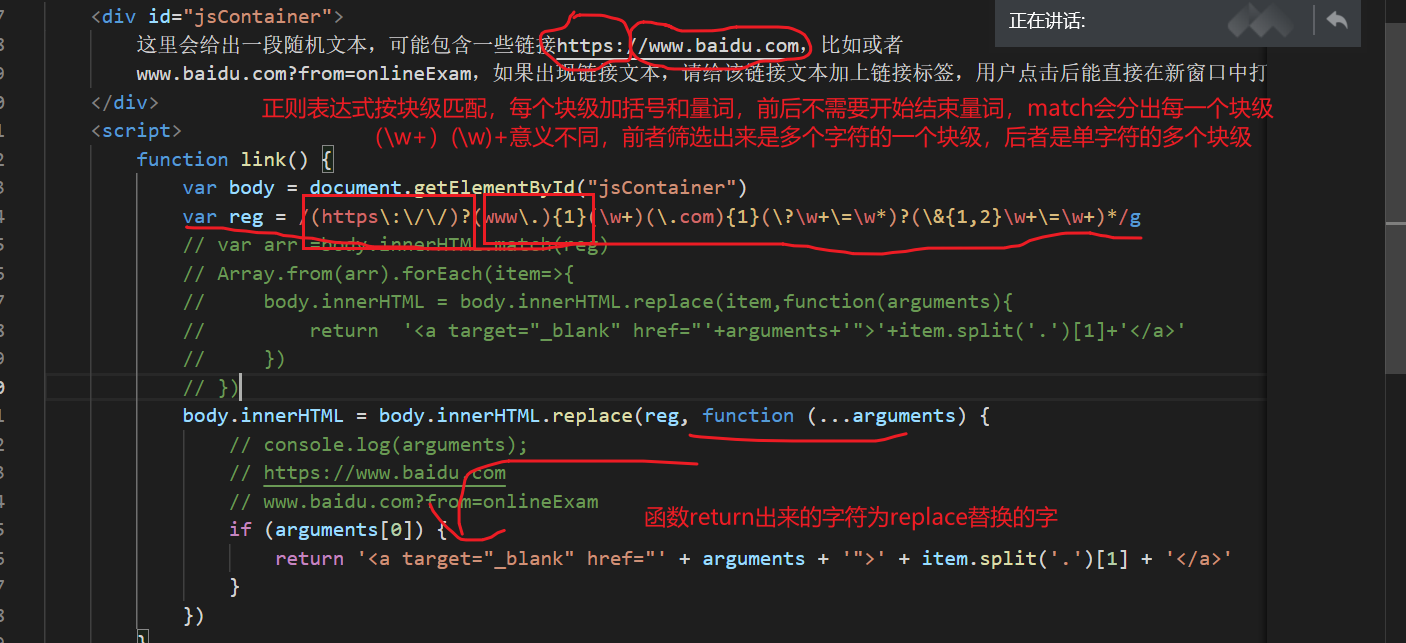 <div id="jsContainer">
正在讲话:
这里会给出一段随机文本，可能包含一些链接https://www.baidu.com，比如或者
www.baidu.com?from=onlineExam，如果出现链接文本，请给该链接文本加上链接标签，用户点击后能直接在新窗口中打
</div>
正则表达式按块级匹配，每个块级加括号和量词，前后不需要开始结束量词，match会分出每一个块级
<script>
（\w+）(\w)+意义不同，前者筛选出来是多个字符的一个块级，后者是单字符的多个块级
function link() {
var body = document.getElementById("jsContainer")
var reg = /(https\:\/\/)?(www\.){1}(\w+)(\.com){1}(\?\w+\=\w*)?(\&{1,2}\w+\=\w+)*/g
// var arr =body.innerHTML.match(reg)
// Array.from(arr).forEach(item=>{
// body.innerHTML = body.innerHTML.replace(item,function(arguments){
// return '<a target="_blank" href="'+arguments+'">'+item.split('.')[1]+'</a>'
// })
// })
body.innerHTML = body.innerHTML.replace(reg, function (...arguments) {
// console.log(arguments);
// https://www.baidu.com
// www.baidu.com?from=onlineExam
函数return出来的字符为replace替换的字
if (arguments[0]) {
return '<a target="_blank" href="' + arguments + '">' + item.split('.')[1] + '</a>'
}
})
}